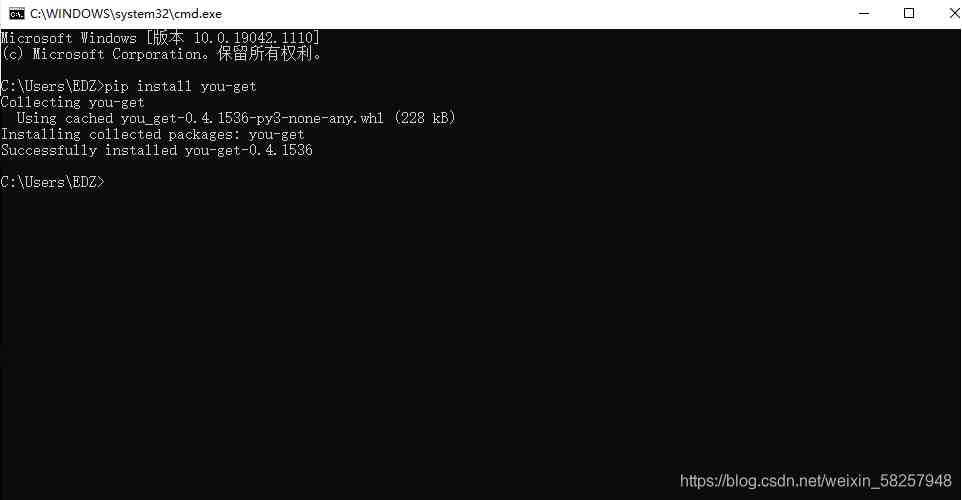 C:\WINDOWS\system32\cmd.exe
Microsoft Windows [版本 10.0.19042.1110]
(c) Microsoft Corporation。保留所有权利。
C:\Users\EDZ>pip install you-get
Collecting you-get
  Using cached you_get-0.4.1536-py3-none-any.whl (228 kB)
Installing collected packages: you-get
Successfully installed you-get-0.4.1536
C:\Users\EDZ>
https://blog.csdn.net/weixin_58257948